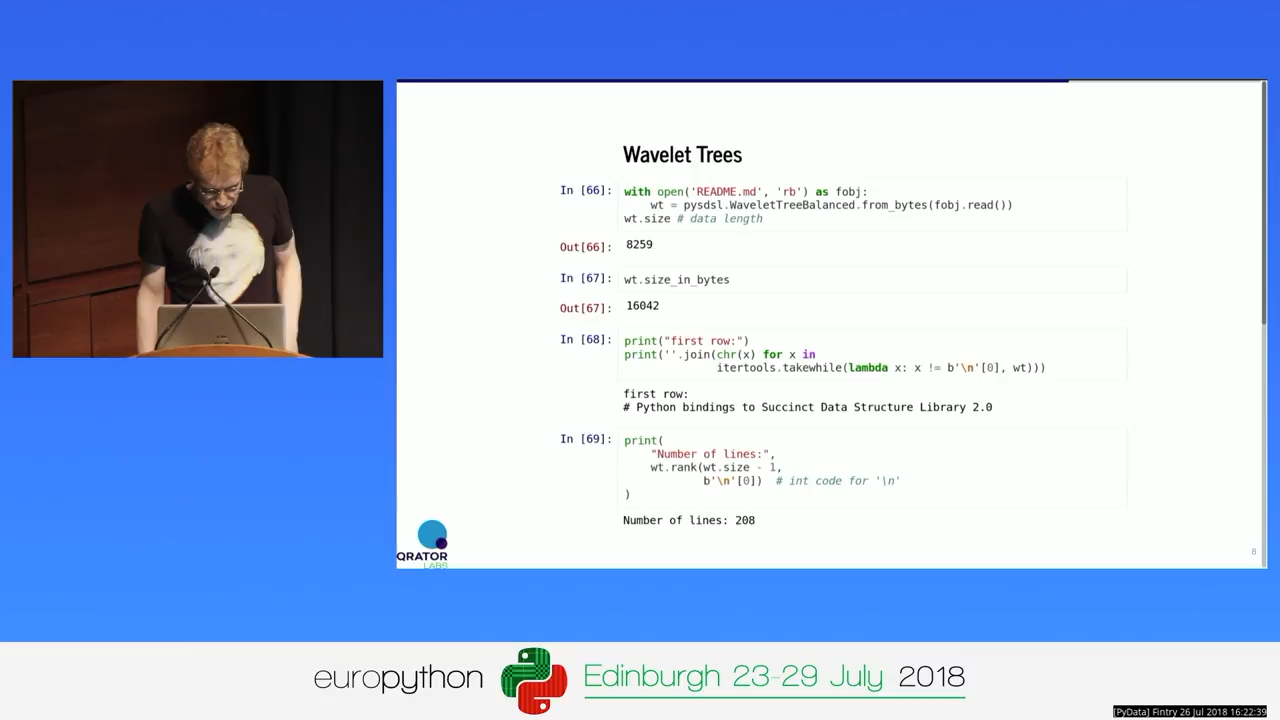 Wavelet Trees
In [66]:
with open('README.md', 'rb') as fobj:
    wt = pysdsl.WaveletTreeBalanced.from_bytes(fobj.read())
wt.size # data length
Out[66]:
8259
In [67]:
wt.size_in_bytes
Out[67]:
16042
In [68]:
print("first row:")
print(''.join(chr(x) for x in
              itertools.takewhile(lambda x: x != b'\n'[0], wt)))
first row:
# Python bindings to Succinct Data Structure Library 2.0
In [69]:
print(
    "Number of lines:",
    wt.rank(wt.size - 1,
            b'\n'[0])  # int code for '\n'
)
Number of lines: 208
QRATOR
LABS
8
europython
Edinburgh 23-29 July 2018
[PyData] Fintry 26 Jul 2018 16:22:39